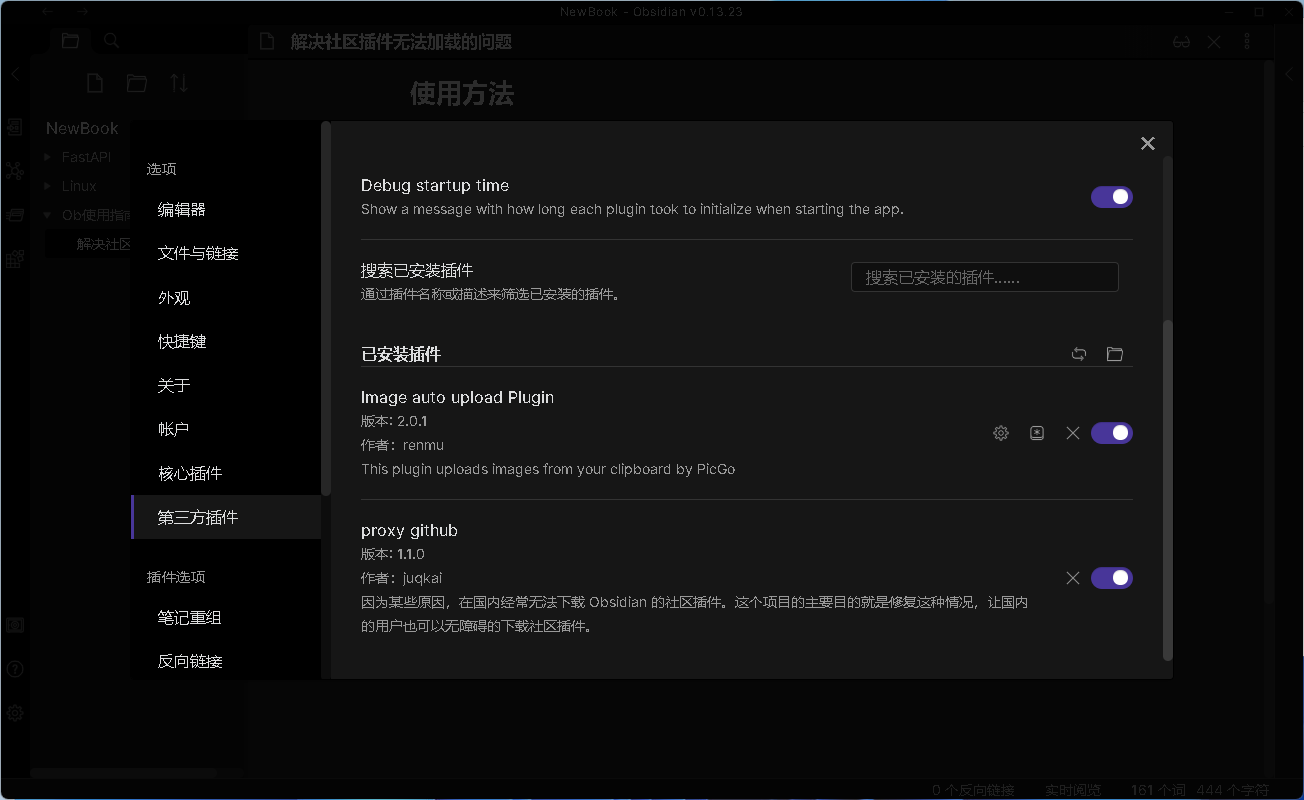 NewBook - Obsidian v0.13.23
解决社区插件无法加载的问题
使用方法
NewBook
FastAPI
Linux
Ob使用指南
解决社区
选项
编辑器
文件与链接
外观
快捷键
关于
帐户
核心插件
第三方插件
插件选项
笔记重组
反向链接
Debug startup time
Show a message with how long each plugin took to initialize when starting the app.
搜索已安装插件
通过插件名称或描述来筛选已安装的插件。
搜索已安装的插件......
已安装插件
Image auto upload Plugin
版本: 2.0.1
作者：renmu
This plugin uploads images from your clipboard by PicGo
proxy github
版本: 1.1.0
作者：juqkai
因为某些原因，在国内经常无法下载 Obsidian 的社区插件。这个项目的主要目的就是修复这种情况，让国内
的用户也可以无障碍的下载社区插件。
0 个反向链接
实时阅览
161 个词
444 个字符